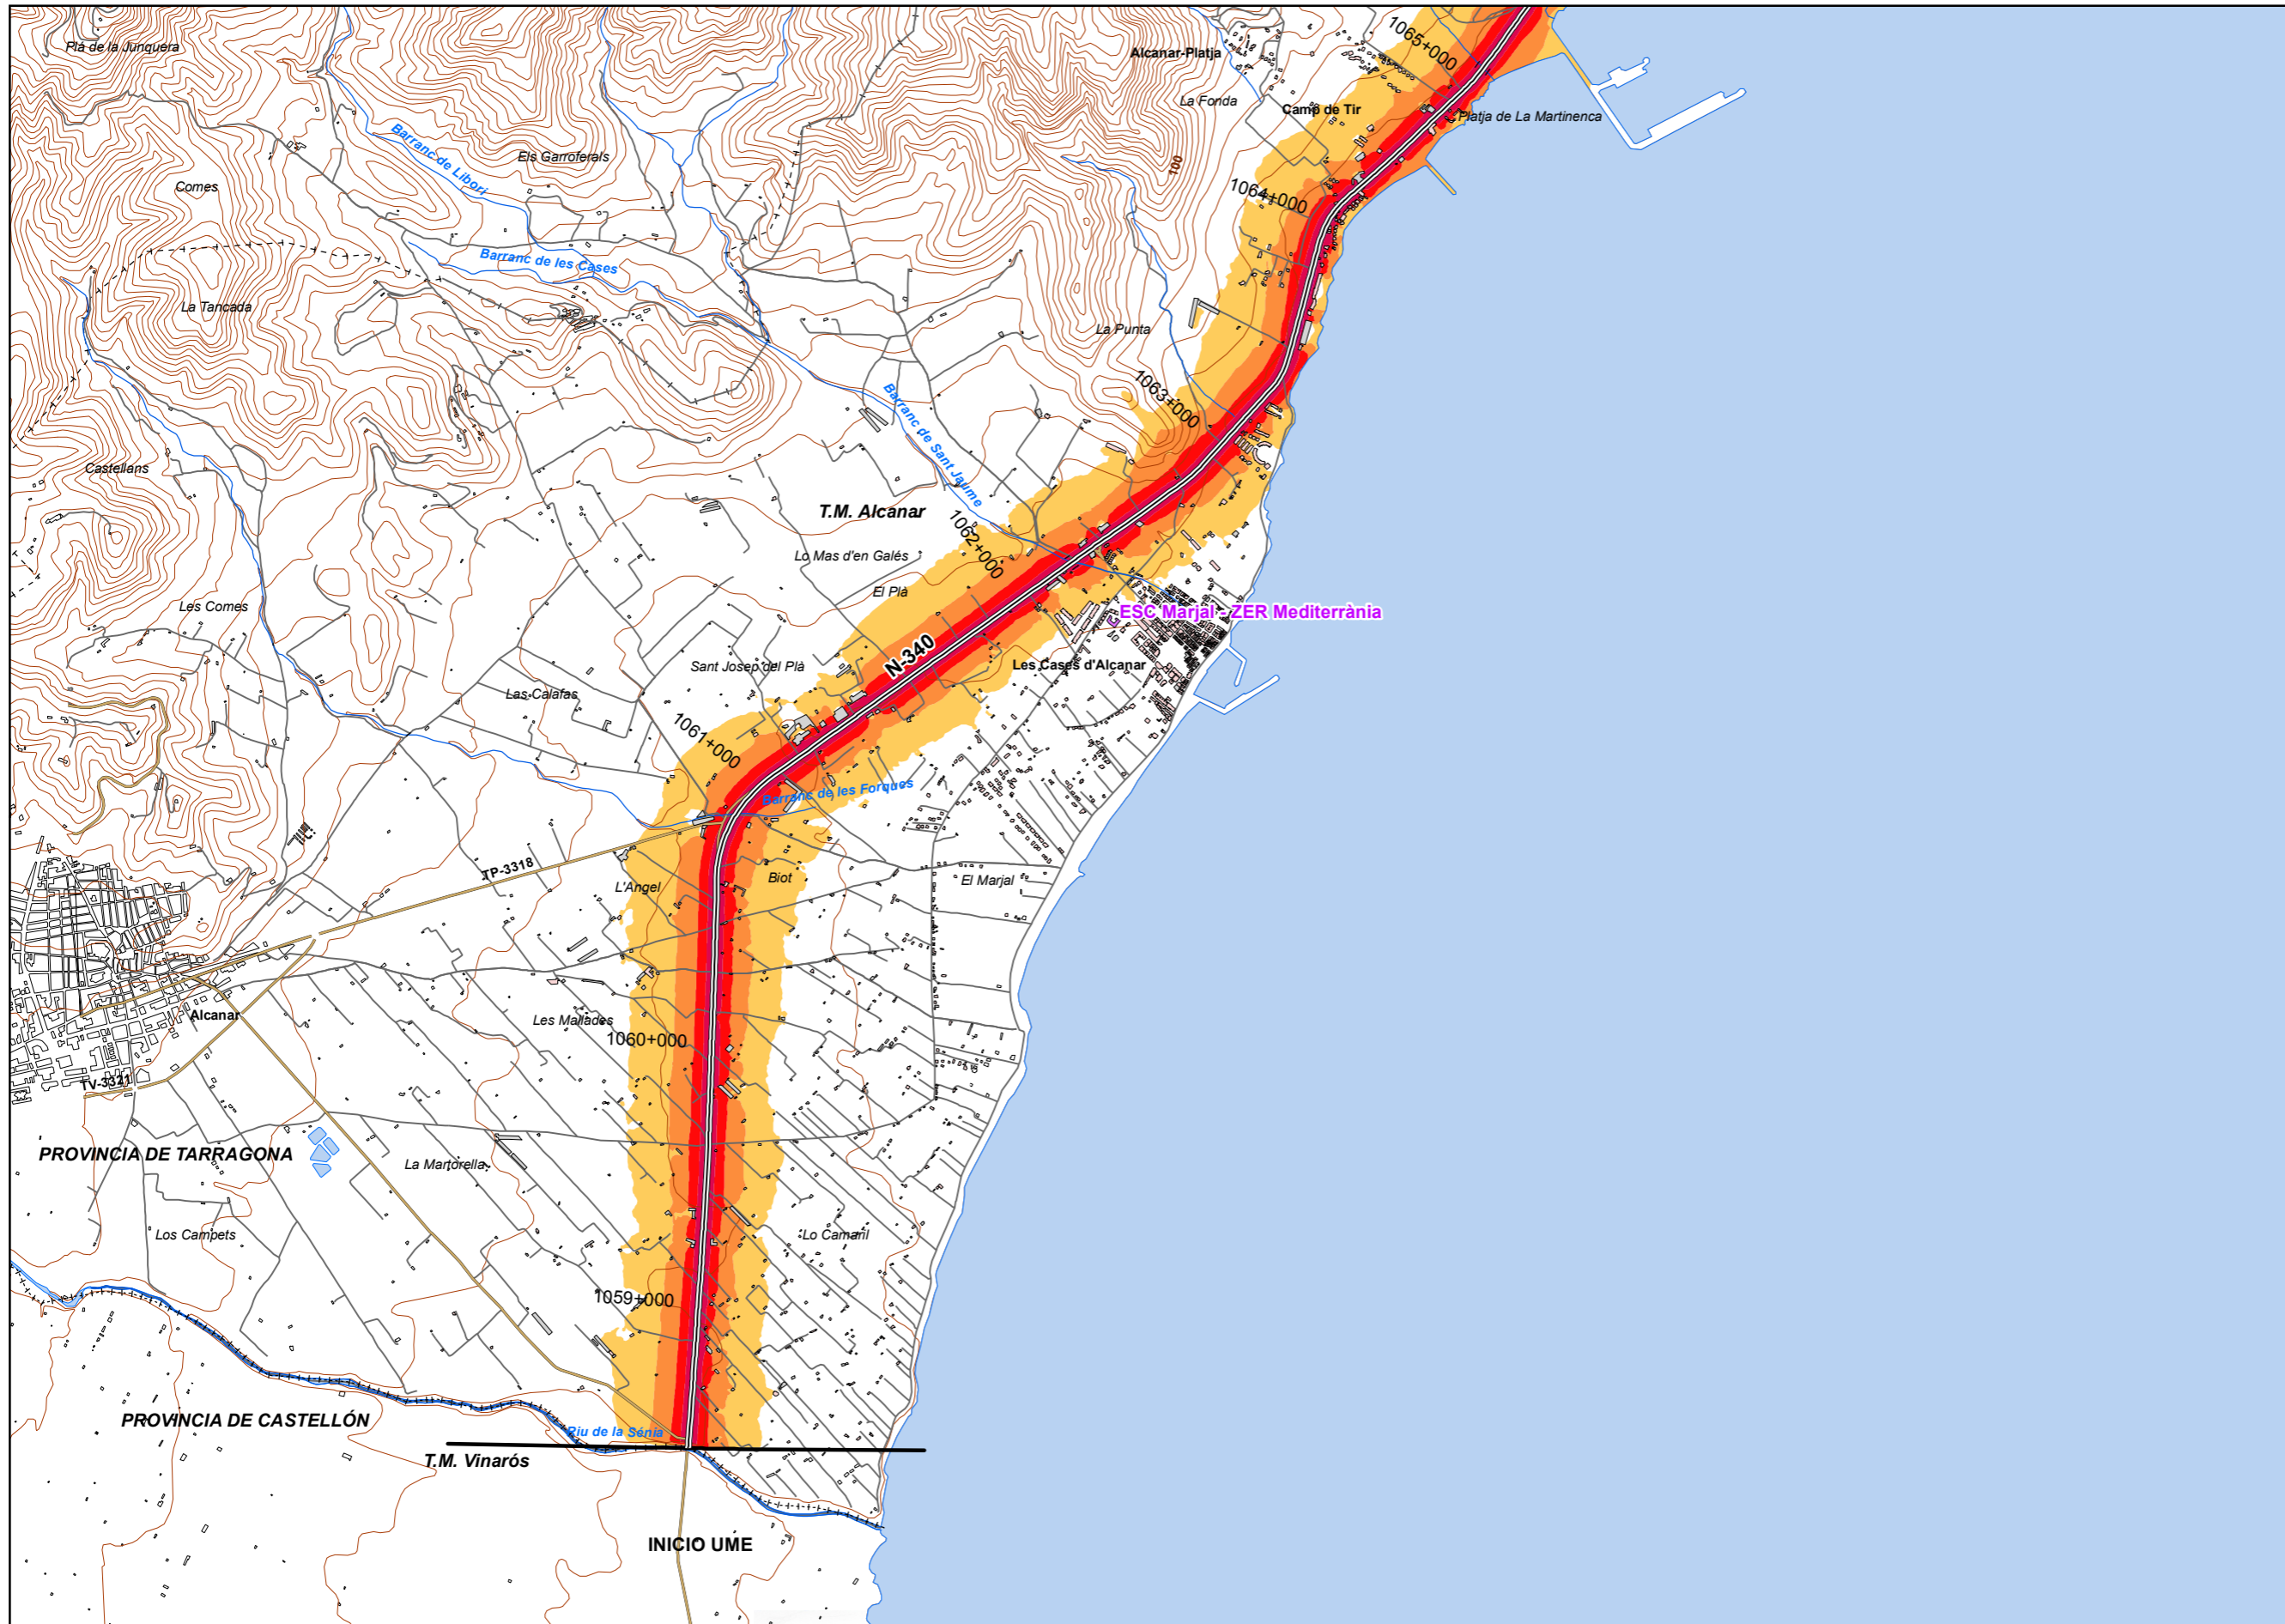 1065+000
Plá de la Junquera
Alcanar-Platja
La Fonda
Camp de Tir
Platja de La Martinenca
Barranc de Libori
Els Garroferals
100
Comes
1064+000
Barranc de les Cases
La Tancada
La Punta
1063+000
Barranc de Sant Jaume
Castellans
T.M. Alcanar
1062+000
Lo Mas d'en Galés
El Plà
Les Comes
ESC Marjal - ZER Mediterrània
N-340
Sant Josep del Plà
Les Cases d'Alcanar
Las Calafas
1061+000
Barranc de les Forques
TP-3318
L'Angel
Biot
El Marjal
Alcanar
Les Mallades
1060+000
TV-3321
PROVINCIA DE TARRAGONA
La Martorella
Los Campets
Lo Camaril
1059+000
PROVINCIA DE CASTELLÓN
Riu de la Sénia
T.M. Vinarós
INICIO UME